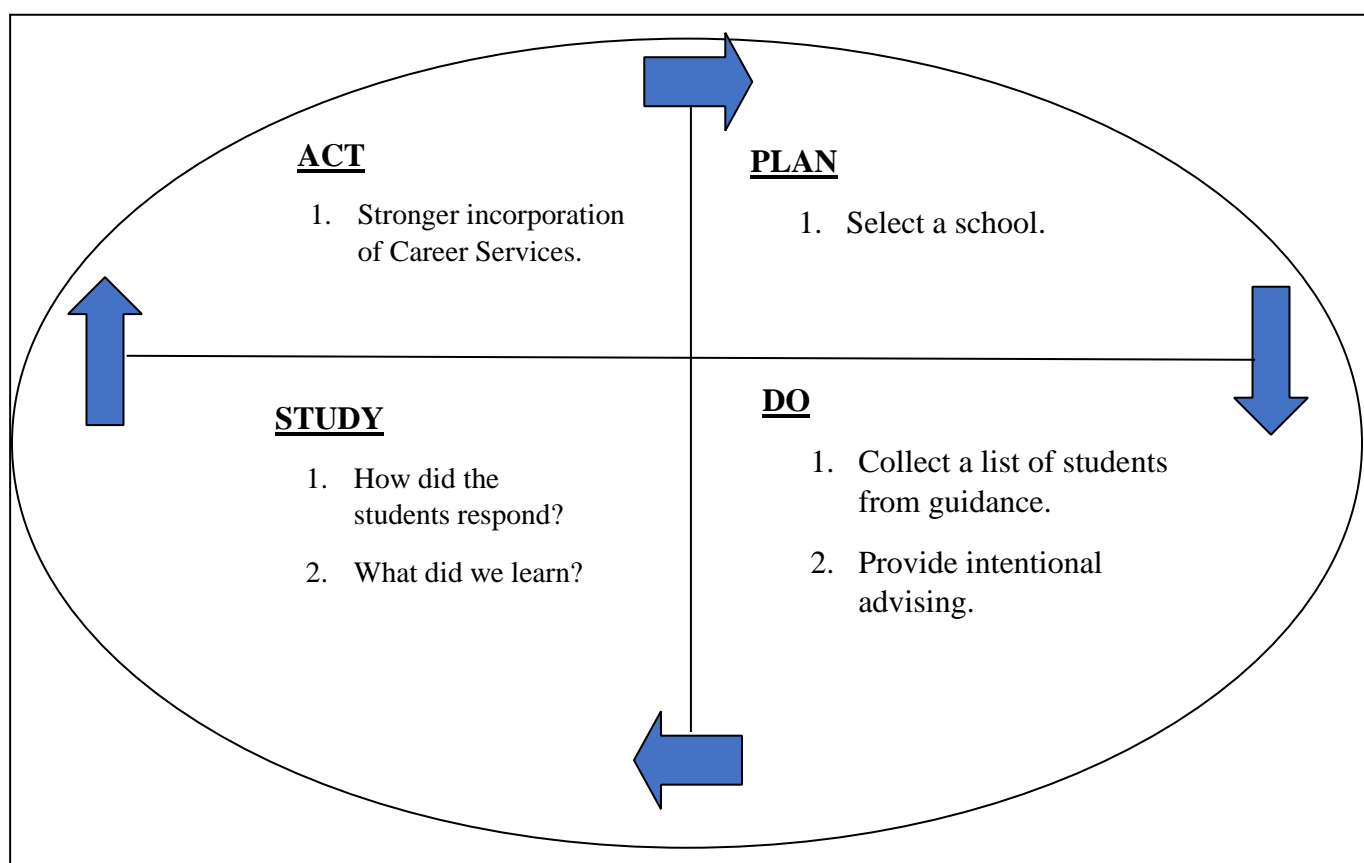 ACT
1. Stronger incorporation
of Career Services.
PLAN
1. Select a school.
STUDY
1. How did the
students respond?
2. What did we learn?
DO
1. Collect a list of students
from guidance.
2. Provide intentional
advising.